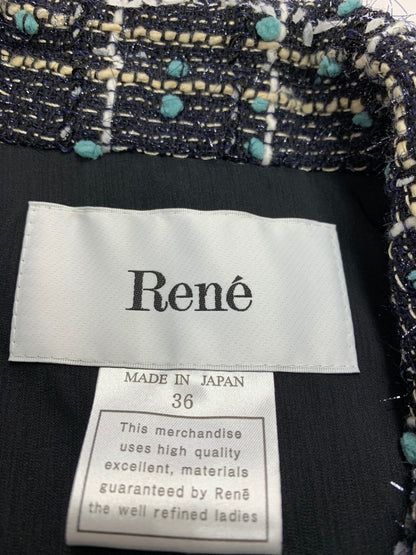 René
MADE IN JAPAN
36
This merchandise
uses high quality
excellent, materials
guaranteed by René
the well refined ladies